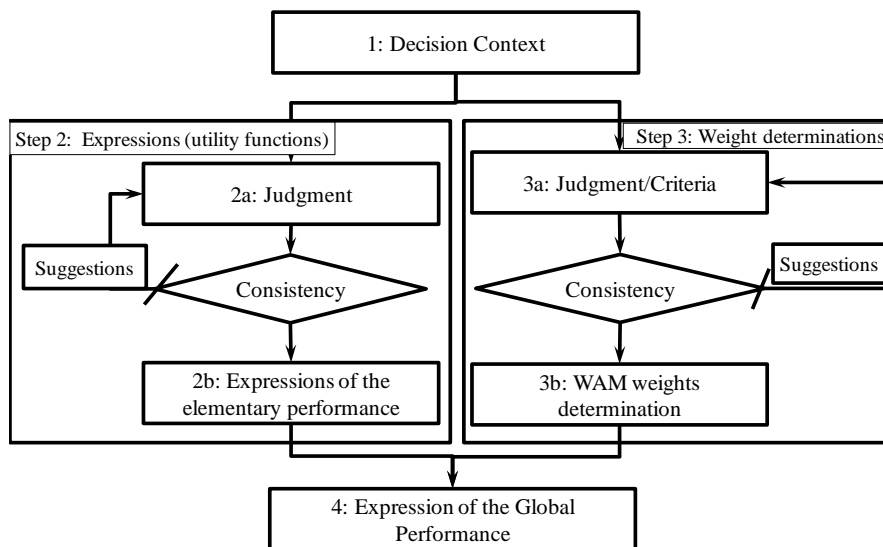 1: Decision Context
Step 2:  Expressions (utility functions)
2a: Judgment
Suggestions
Consistency
2b: Expressions of the
elementary performance
Step 3: Weight determinations
3a: Judgment/Criteria
Suggestions
Consistency
3b: WAM weights
determination
4: Expression of the Global
Performance